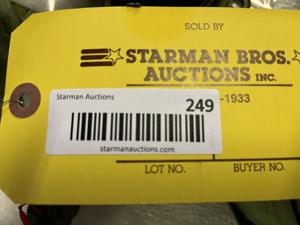 SOLD BY
STARMAN BROS.
AUCTIONS INC.
Starman Auctions
249
-1933
starmanauctions.com
LOT NO.
BUYER NO.